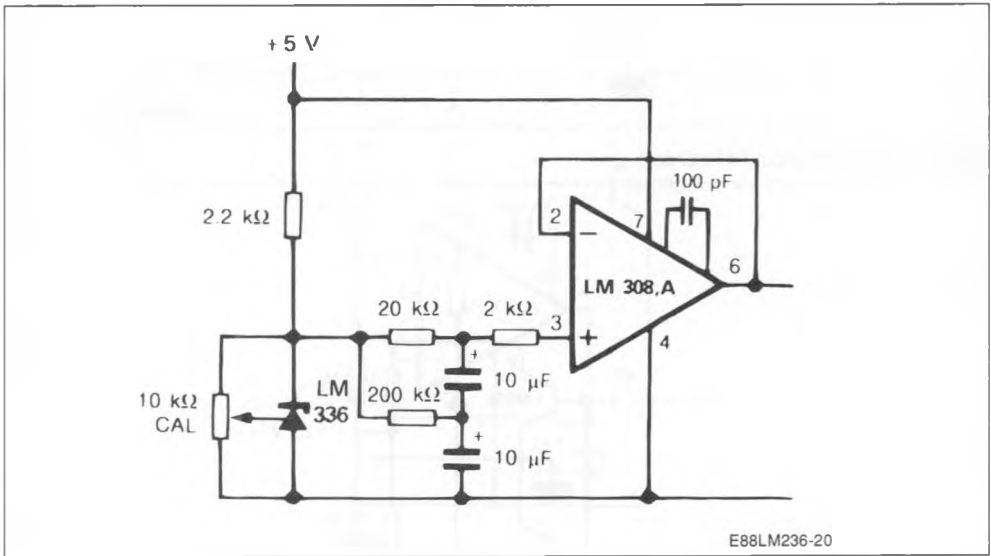 + 5 V
2.2 kΩ
10 kΩ
CAL
LM
336
20 kΩ
2 kΩ
200 kΩ
+
10 µF
+
10 µF
2
−
3
+
7
100 pF
LM 308,A
6
4
E88LM236-20